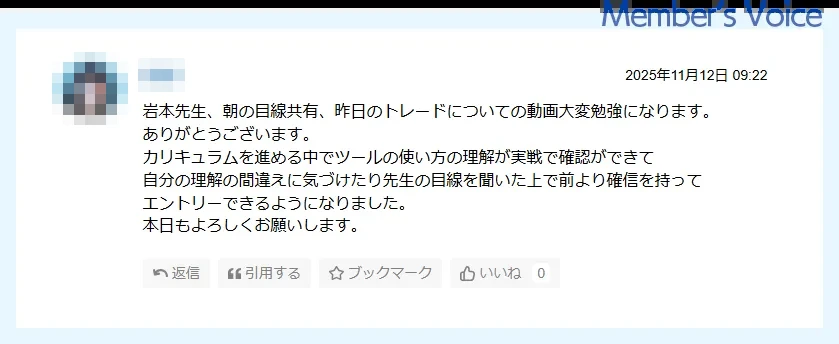 Member's Voice
2025年11月12日 09:22
岩本先生、朝の目線共有、昨日のトレードについての動画大変勉強になります。
ありがとうございます。
カリキュラムを進める中でツールの使い方の理解が実戦で確認ができて
自分の理解の間違えに気づけたり先生の目線を聞いた上で前より確信を持って
エントリーできるようになりました。
本日もよろしくお願いします。
返信 引用する ブックマーク いいね 0